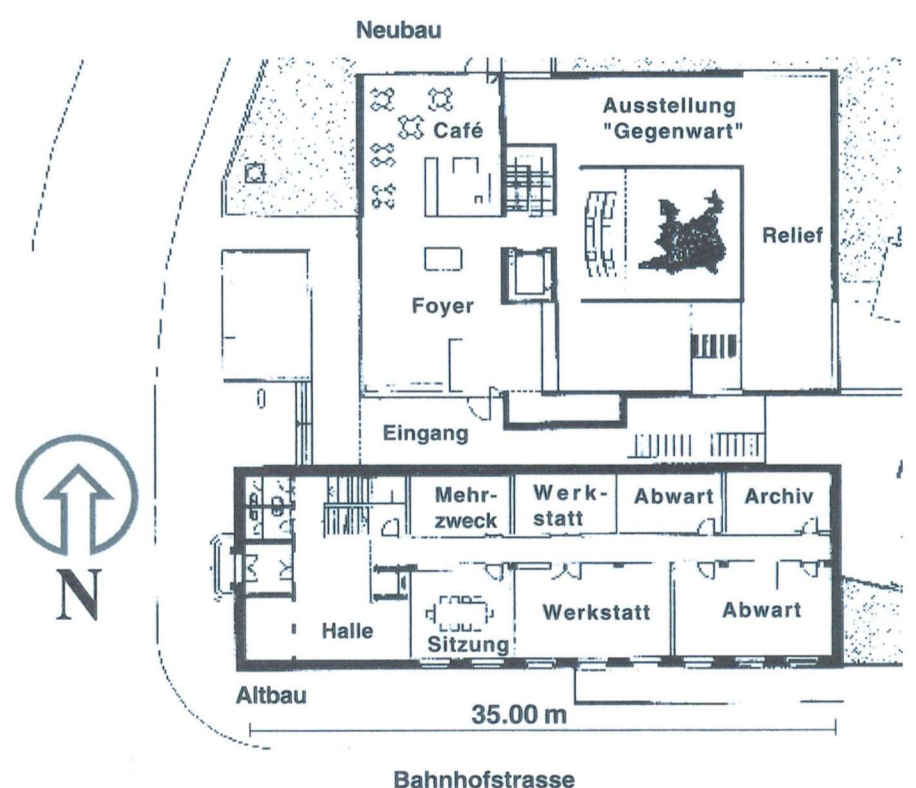 Neubau
Ausstellung
"Gegenwart"
Café
Relief
Foyer
Eingang
N
Mehr-
zweck
Werk-
statt
Abwart
Archiv
Halle
Sitzung
Werkstatt
Abwart
Altbau
35.00 m
Bahnhofstrasse